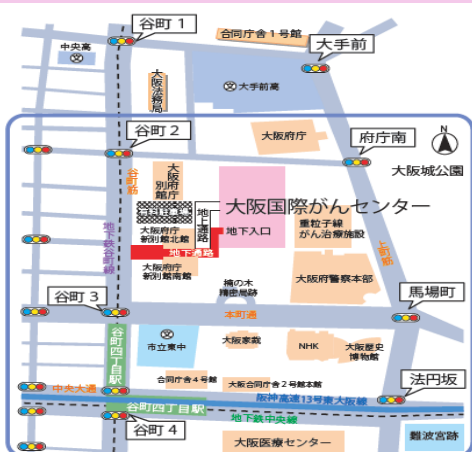 谷町1
合同庁舎1号館
中央高
大手前
大阪法務局
大手前高
谷町2
大阪府庁
府庁南
N
大阪城公園
谷町筋
大阪府別館
大阪国際がんセンター
地上通路
地下入口
重粒子線
がん治療施設
大阪府庁
新別館北館
地下通路
地下鉄谷町線
上町筋
大阪府庁
新別館南館
楠の木
大阪府警察本部
馬場町
谷町3
本町通
市立東中
大阪家裁
NHK
大阪歴史
博物館
谷町四丁目駅
合同庁舎4号館
大阪合同庁舎2号館本館
法円坂
中央大通
阪神高速13号東大阪線
谷町四丁目駅
地下鉄中央線
谷町4
大阪医療センター
難波宮跡